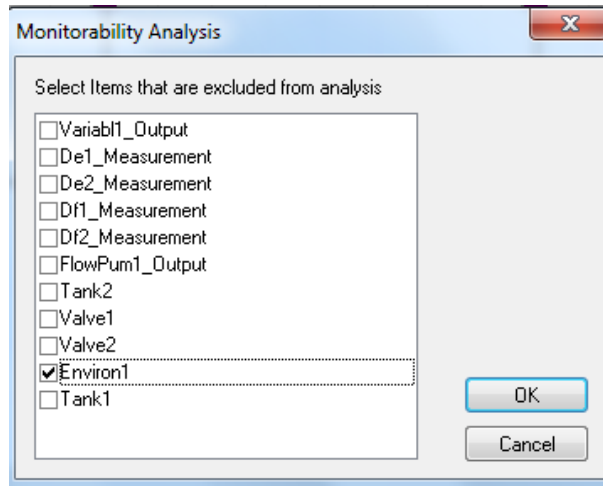 Monitorability Analysis
Select Items that are excluded from analysis
Variabl1_Output
De1_Measurement
De2_Measurement
Df1_Measurement
Df2_Measurement
FlowPum1_Output
Tank2
Valve1
Valve2
Environ1
Tank1
OK
Cancel